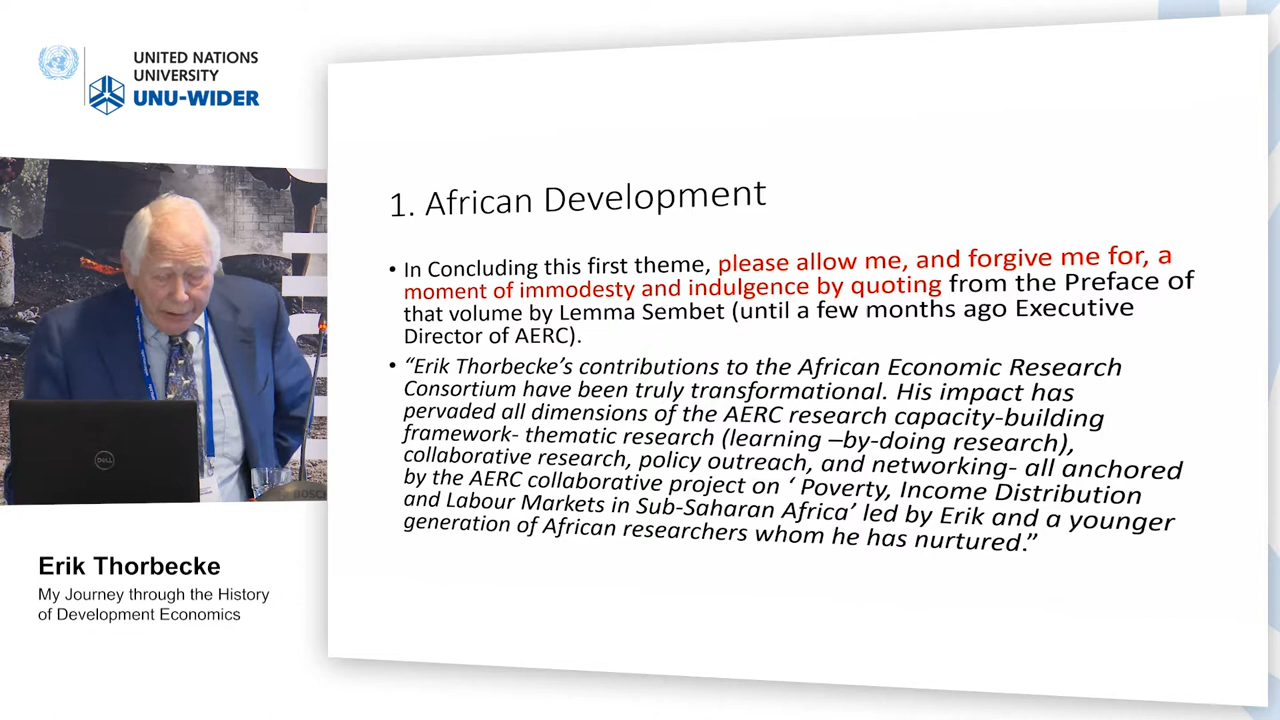 UNITED NATIONS
UNIVERSITY
UNU-WIDER
1. African Development
• In Concluding this first theme, please allow me, and forgive me for, a
moment of immodesty and indulgence by quoting from the Preface of
that volume by Lemma Sembet (until a few months ago Executive
Director of AERC).
• “Erik Thorbecke’s contributions to the African Economic Research
Consortium have been truly transformational. His impact has
pervaded all dimensions of the AERC research capacity-building
framework- thematic research (learning –by-doing research),
collaborative research, policy outreach, and networking- all anchored
by the AERC collaborative project on ‘ Poverty, Income Distribution
and Labour Markets in Sub-Saharan Africa’ led by Erik and a younger
generation of African researchers whom he has nurtured.”
DELL
BOSCH
Erik Thorbecke
My Journey through the History
of Development Economics